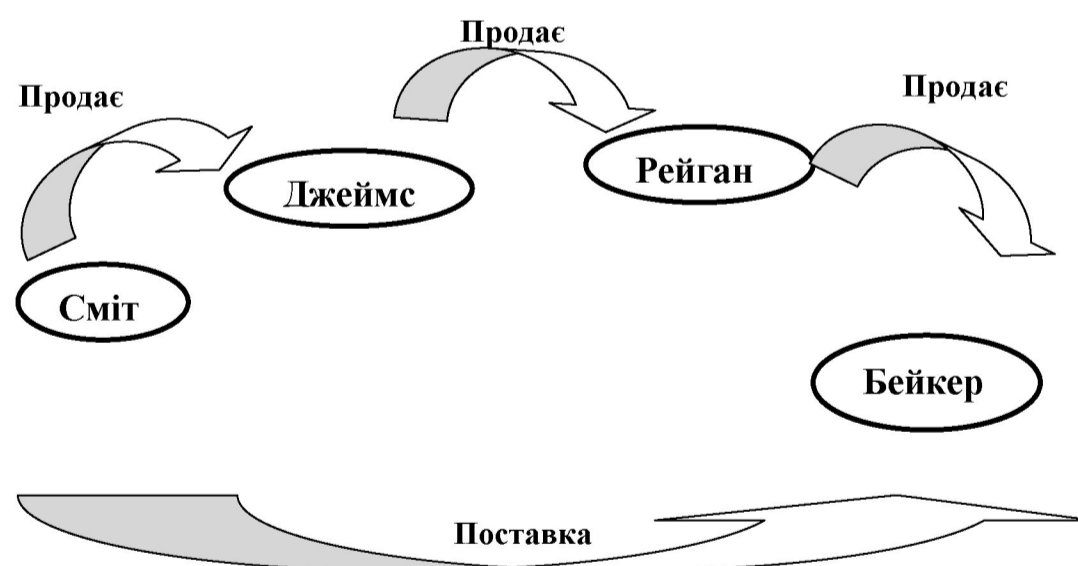 Продає
Продає
Продає
Джеймс
Рейган
Сміт
Бейкер
Поставка